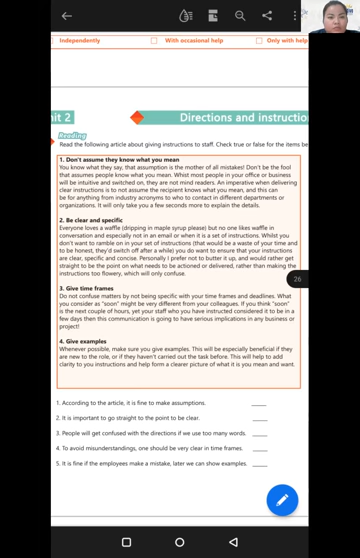 Independently
With occasional help
Only with help
nit 2
Directions and instruction
Reading
Read the following article about giving instructions to staff. Check true or false for the items be
1. Don't assume they know what you mean
You know what they say, that assumption is the mother of all mistakes! Don't be the fool
that assumes people know what you mean. Whist most people in your office or business
will be intuitive and switched on, they are not mind readers. An imperative when delivering
clear instructions is to not assume the recipient knows what you mean, and this can
be for anything from industry acronyms to who to contact in different departments or
organizations. It will only take you a few seconds more to explain the details.
2. Be clear and specific
Everyone loves a waffle (dripping in maple syrup please) but no one likes waffle in
conversation and especially not in an email or when it is a set of instructions. Whilst you
don't want to ramble on in your set of instructions (that would be a waste of your time and
to be honest, they'd switch off after a while) you do want to ensure that your instructions
are clear, specific and concise. Personally I prefer not to butter it up, and would rather get
straight to the point on what needs to be actioned or delivered, rather than making the
instructions too flowery, which will only confuse.
26
3. Give time frames
Do not confuse matters by not being specific with your time frames and deadlines. What
you consider as "soon" might be very different from your colleagues. If you think "soon"
is the next couple of hours, yet your staff who you have instructed considered it to be in a
few days then this communication is going to have serious implications in any business or
project!
4. Give examples
Whenever possible, make sure you give examples. This will be especially beneficial if they
are new to the role, or if they haven't carried out the task before. This will help to add
clarity to you instructions and help form a clearer picture of what it is you mean and want.
1. According to the article, it is fine to make assumptions. _____
2. It is important to go straight to the point to be clear. _____
3. People will get confused with the directions if we use too many words. _____
4. To avoid misunderstandings, one should be very clear in time frames. _____
5. It is fine if the employees make a mistake, later we can show examples. _____